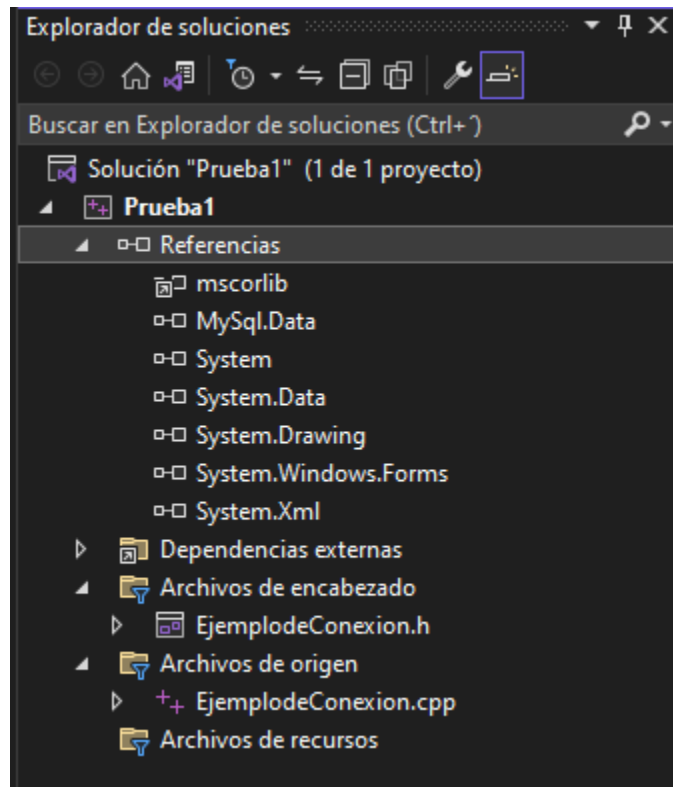 Explorador de soluciones
Buscar en Explorador de soluciones (Ctrl+´)
Solución "Prueba1" (1 de 1 proyecto)
Prueba1
Referencias
mscorlib
MySql.Data
System
System.Data
System.Drawing
System.Windows.Forms
System.Xml
Dependencias externas
Archivos de encabezado
EjemplodeConexion.h
Archivos de origen
EjemplodeConexion.cpp
Archivos de recursos